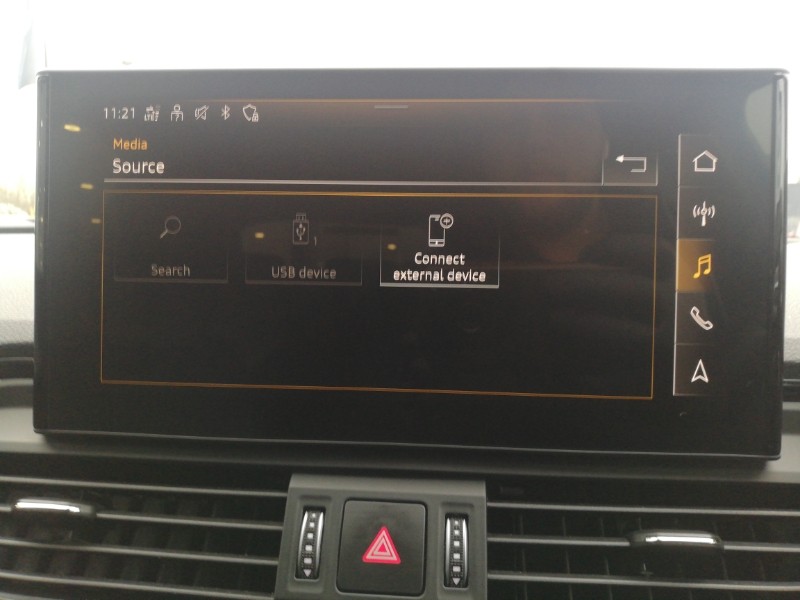 11:21
Media
Source
Search
1
USB device
Connect
external device